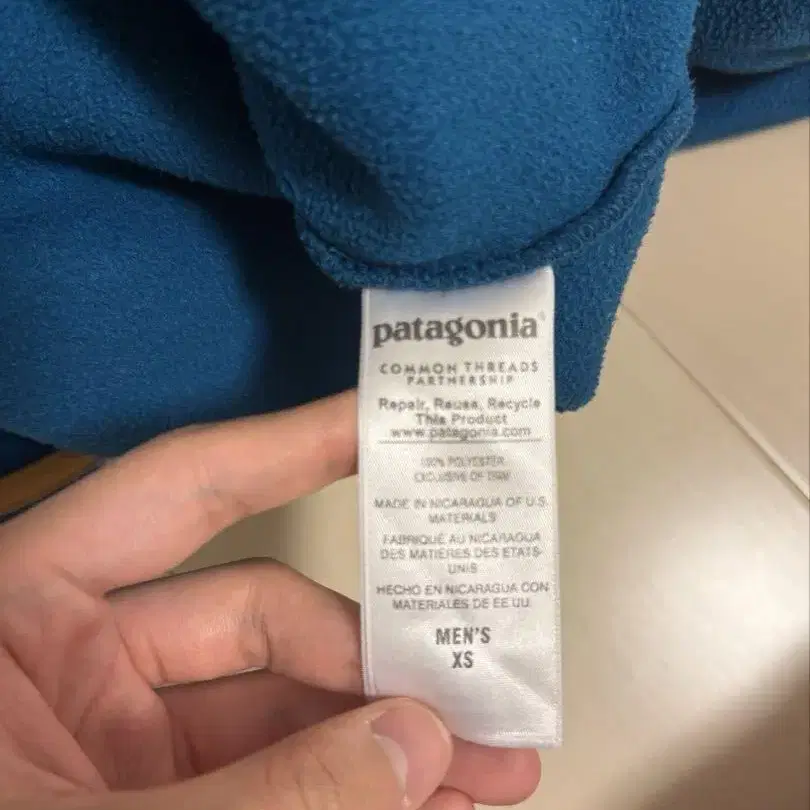 patagonia®
COMMON THREADS
PARTNERSHIP
Repair, Reuse, Recycle
This Product
www.patagonia.com
100% POLYESTER
EXCLUSIVE OF TRIM
MADE IN NICARAGUA OF U.S.
MATERIALS
FABRIQUÉ AU NICARAGUA
DES MATIERES DES ETATS-
UNIS
HECHO EN NICARAGUA CON
MATERIALES DE EE.UU.
MEN'S
XS